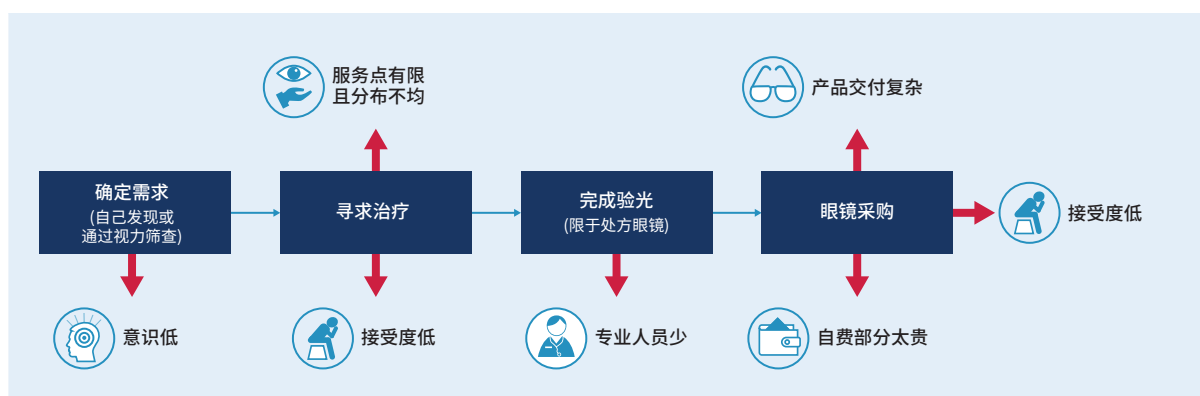 服务点有限
且分布不均
产品交付复杂
确定需求
(自己发现或
通过视力筛查)
寻求治疗
完成验光
(限于处方眼镜)
眼镜采购
接受度低
意识低
接受度低
专业人员少
自费部分太贵